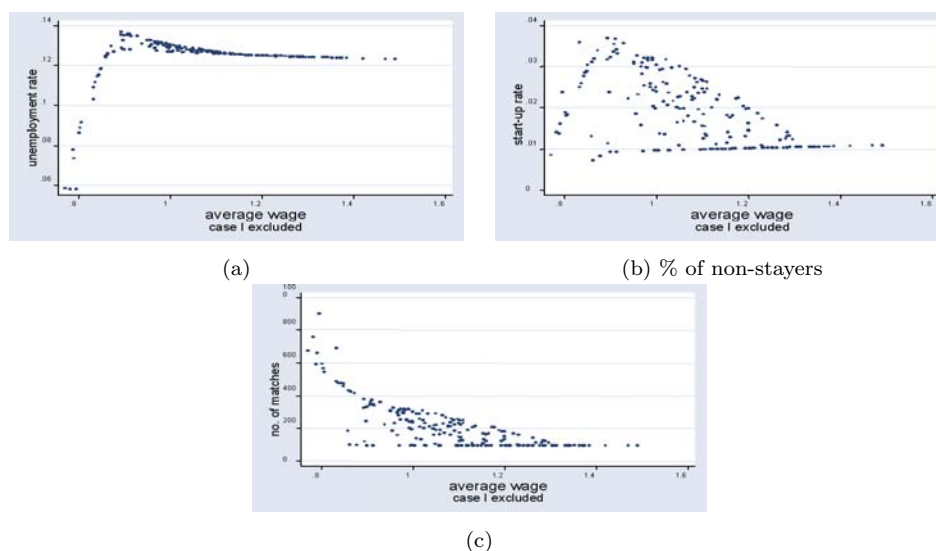 .14
.12
.1
.08
.06
unemployment rate
.8
1
1.2
1.4
1.6
average wage
case I excluded
(a)
.04
.03
.02
.01
0
start-up rate
.8
1
1.2
1.4
1.6
average wage
case I excluded
(b) % of non-stayers
100
0
800
600
400
200
0
no. of matches
.8
1
1.2
1.4
1.6
average wage
case I excluded
(c)